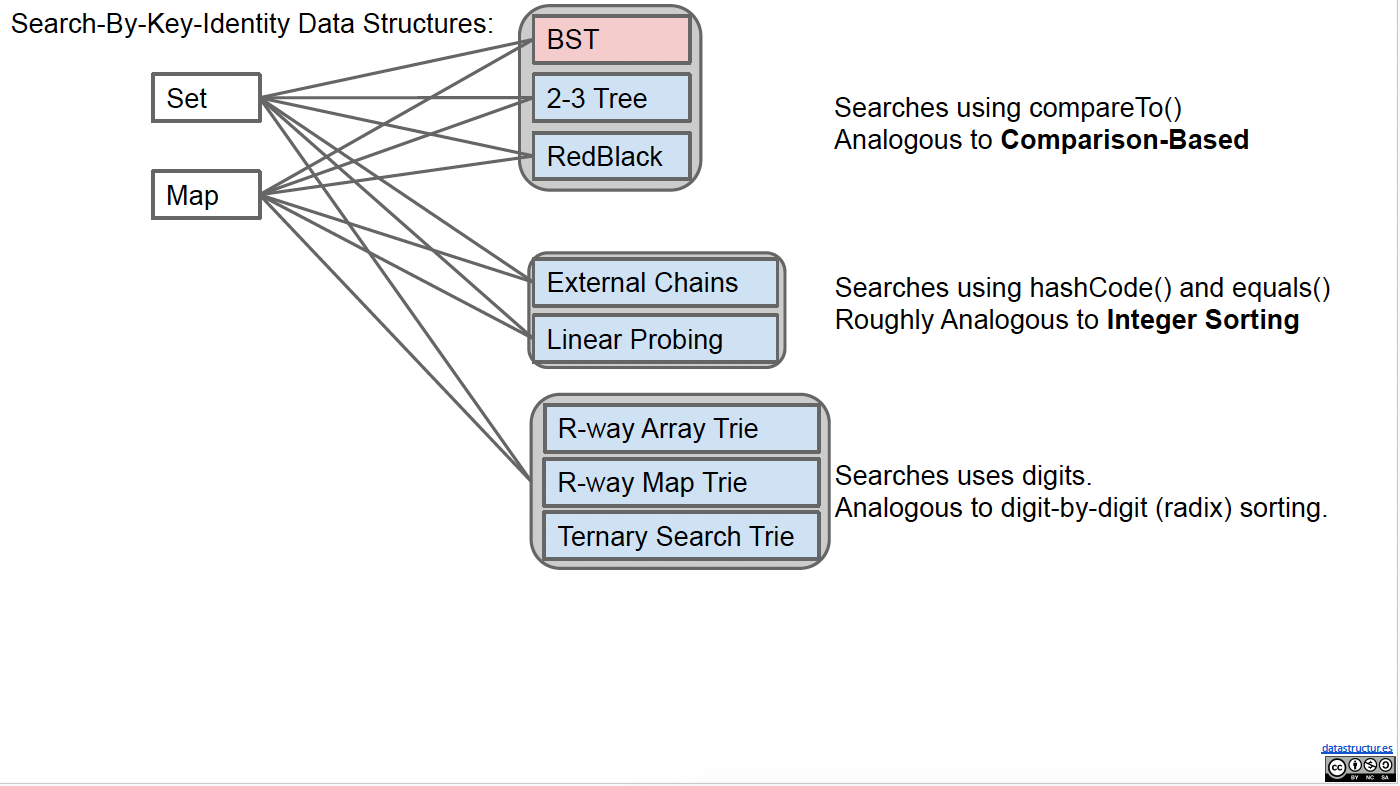 Search-By-Key-Identity Data Structures:
Set
Map
BST
2-3 Tree
RedBlack
Searches using compareTo()
Analogous to Comparison-Based
External Chains
Linear Probing
Searches using hashCode() and equals()
Roughly Analogous to Integer Sorting
R-way Array Trie
R-way Map Trie
Ternary Search Trie
Searches uses digits.
Analogous to digit-by-digit (radix) sorting.
datastructur.es
cc
BY NC SA